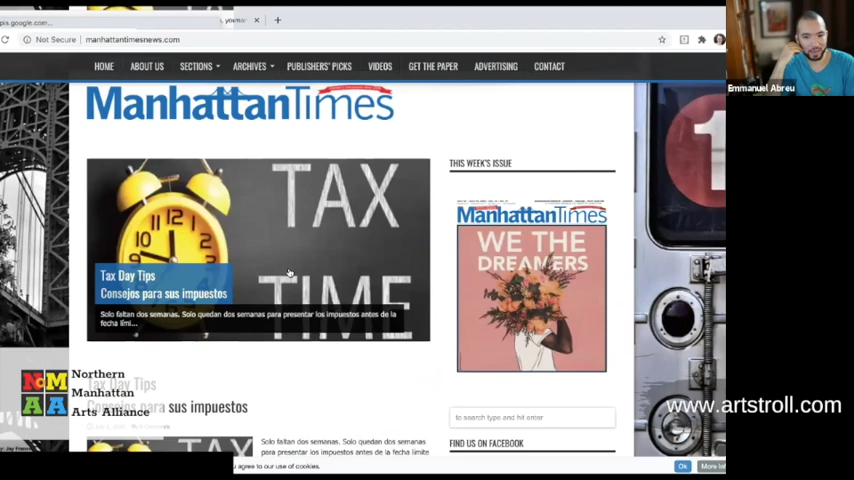 Not Secure
manhattantimesnews.com
HOME ABOUT US SECTIONS ARCHIVES PUBLISHERS' PICKS VIDEOS GET THE PAPER ADVERTISING CONTACT
ManhattanTimes
TAX
TIME
Tax Day Tips
Consejos para sus impuestos
Solo faltan dos semanas. Solo quedan dos semanas para presentar los impuestos antes de la
fecha lími...
THIS WEEK'S ISSUE
ManhattanTimes
WE THE
DREAMERS
Emmanuel Abreu
1
NoMAA
Northern
Manhattan
Arts Alliance
Tax Day Tips
Consejos para sus impuestos
Solo faltan dos semanas. Solo quedan dos semanas
para presentar los impuestos antes de la fecha límite
to search type and hit enter
FIND US ON FACEBOOK
www.artstroll.com
agree to our use of cookies.
Ok
More